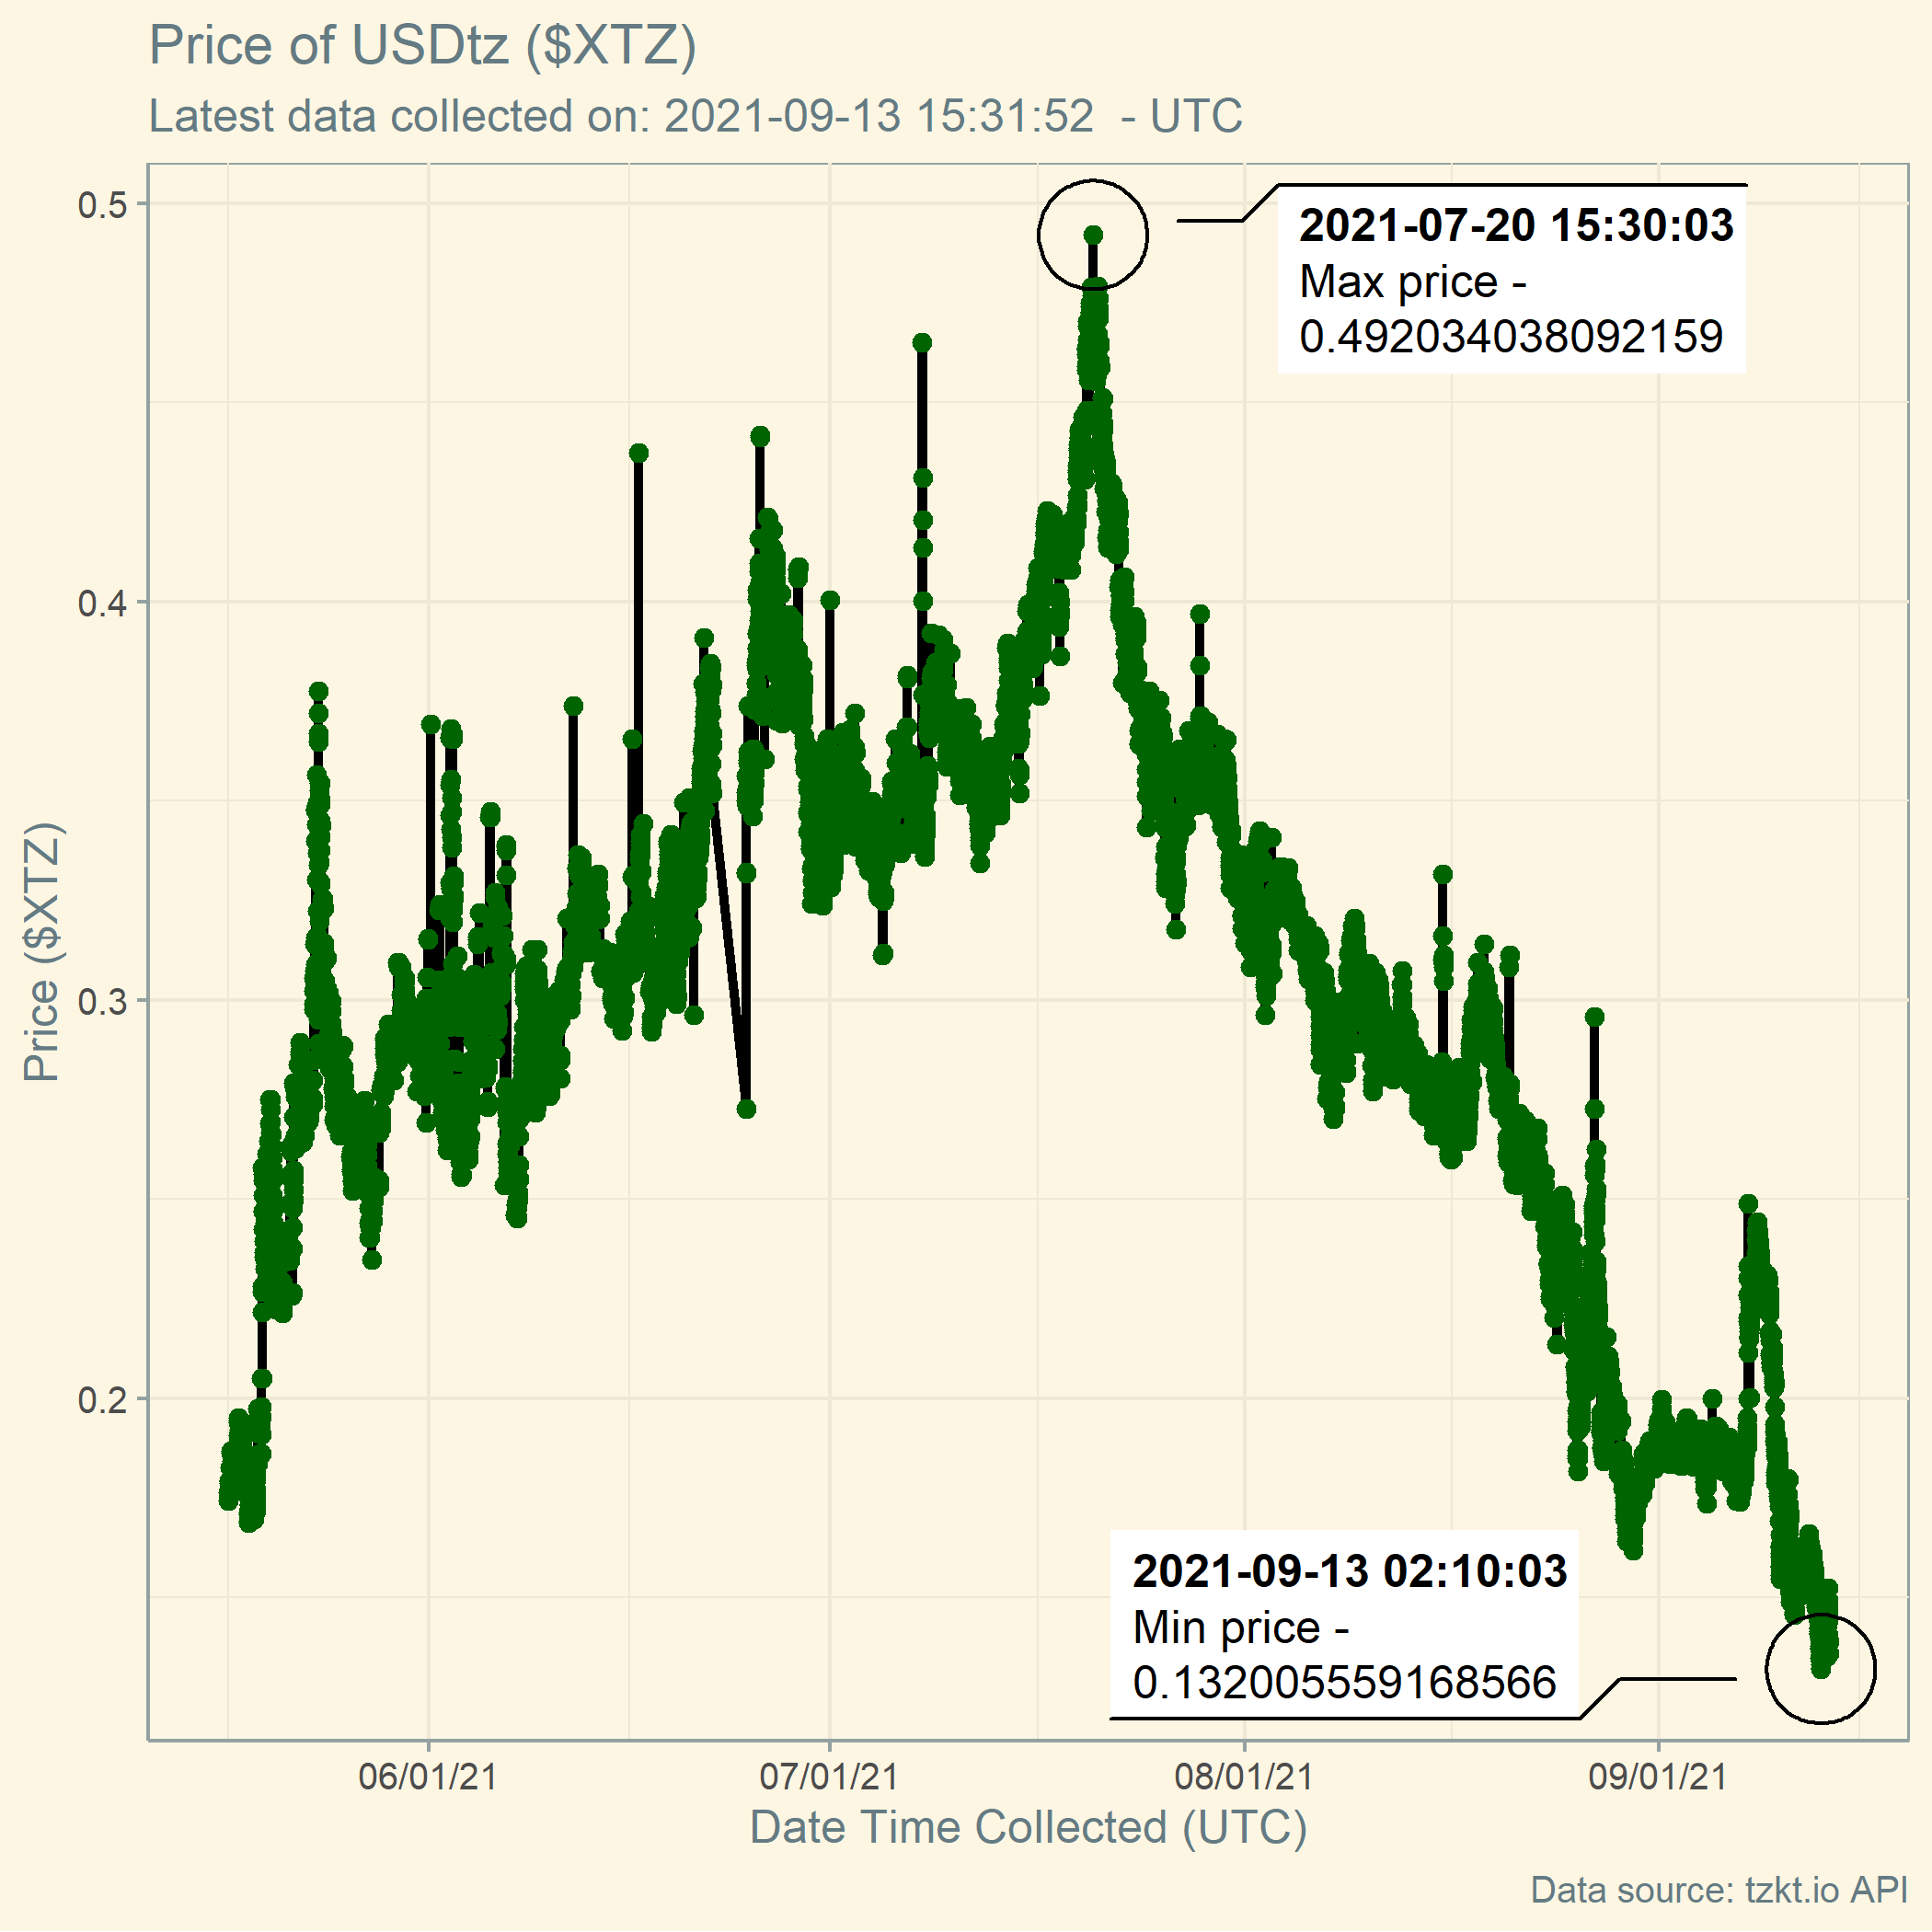 Price of USDtz ($XTZ)
Latest data collected on: 2021-09-13 15:31:52  - UTC
0.5
0.4
0.3
0.2
Price ($XTZ)
2021-07-20 15:30:03
Max price -
0.492034038092159
2021-09-13 02:10:03
Min price -
0.132005559168566
06/01/21
07/01/21
08/01/21
09/01/21
Date Time Collected (UTC)
Data source: tzkt.io API